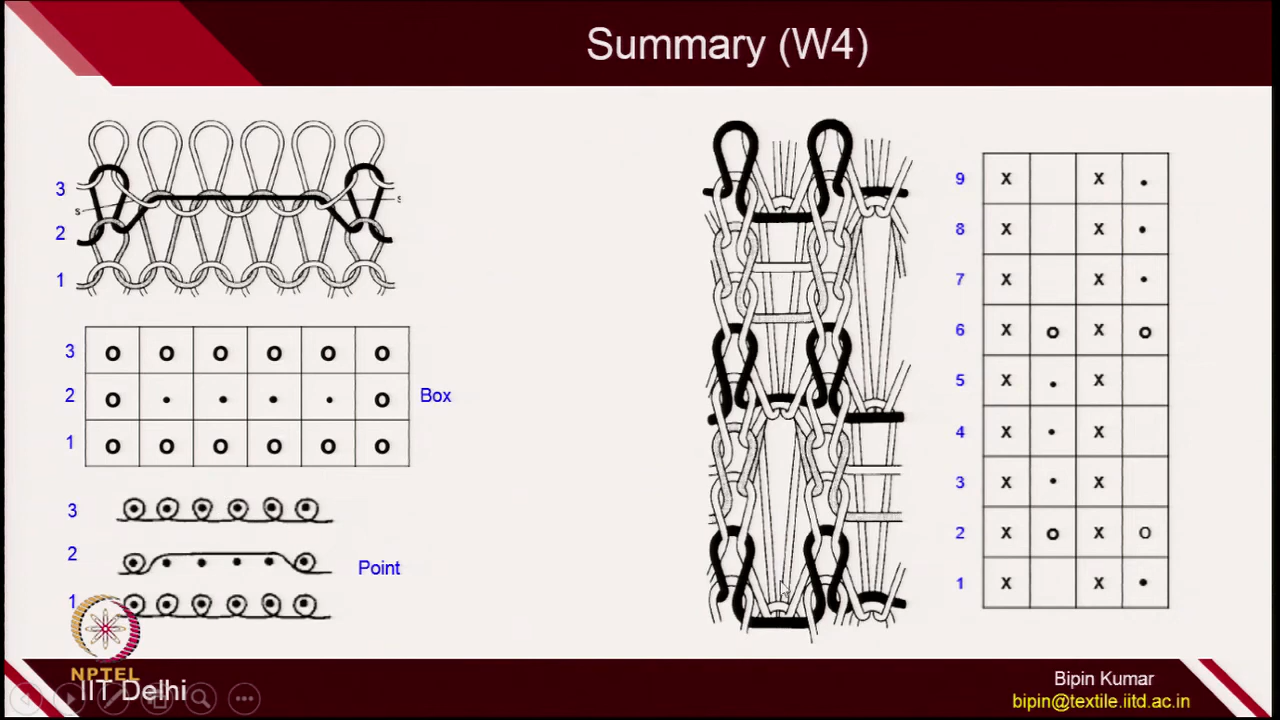 Summary (W4)
3
s s
2
1
3 o o o o o o
2 o . . . . o Box
1 o o o o o o
3
2 Point
1
9 x x .
8 x x .
7 x x .
6 x o x o
5 x . x
4 x . x
3 x . x
2 x o x o
1 x x .
NPTEL
IIT Delhi
Bipin Kumar
bipin@textile.iitd.ac.in